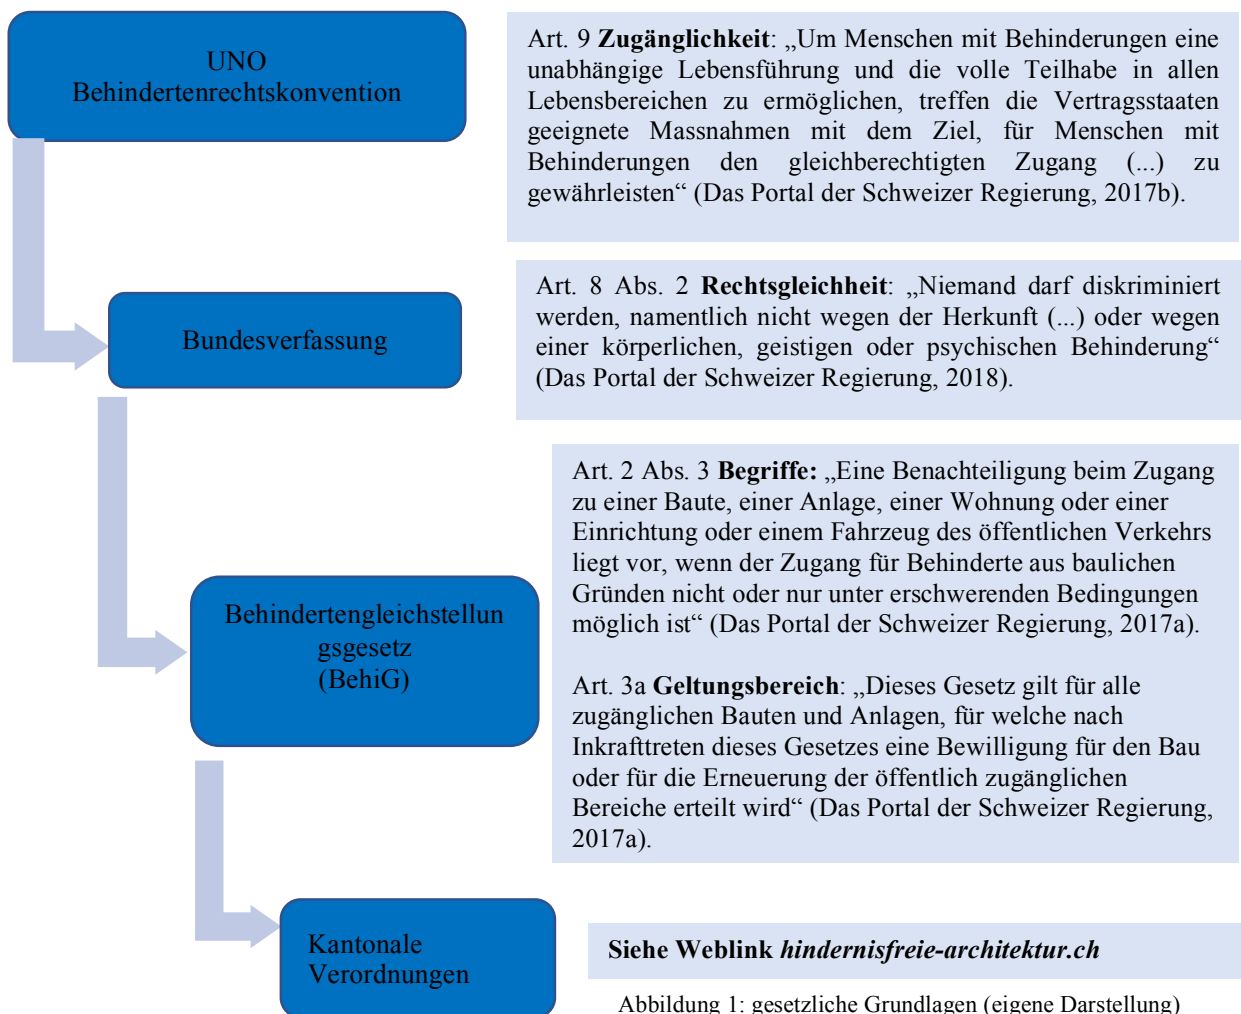 UNO
Behindertenrechtskonvention
Art. 9 Zugänglichkeit: „Um Menschen mit Behinderungen eine
unabhängige Lebensführung und die volle Teilhabe in allen
Lebensbereichen zu ermöglichen, treffen die Vertragsstaaten
geeignete Massnahmen mit dem Ziel, für Menschen mit
Behinderungen den gleichberechtigten Zugang (...) zu
gewährleisten“ (Das Portal der Schweizer Regierung, 2017b).
Bundesverfassung
Art. 8 Abs. 2 Rechtsgleichheit: „Niemand darf diskriminiert
werden, namentlich nicht wegen der Herkunft (...) oder wegen
einer körperlichen, geistigen oder psychischen Behinderung“
(Das Portal der Schweizer Regierung, 2018).
Behindertengleichstellun
gsgesetz
(BehiG)
Art. 2 Abs. 3 Begriffe: „Eine Benachteiligung beim Zugang
zu einer Baute, einer Anlage, einer Wohnung oder einer
Einrichtung oder einem Fahrzeug des öffentlichen Verkehrs
liegt vor, wenn der Zugang für Behinderte aus baulichen
Gründen nicht oder nur unter erschwerenden Bedingungen
möglich ist“ (Das Portal der Schweizer Regierung, 2017a).
Art. 3a Geltungsbereich: „Dieses Gesetz gilt für alle
zugänglichen Bauten und Anlagen, für welche nach
Inkrafttreten dieses Gesetzes eine Bewilligung für den Bau
oder für die Erneuerung der öffentlich zugänglichen
Bereiche erteilt wird“ (Das Portal der Schweizer Regierung,
2017a).
Kantonale
Verordnungen
Siehe Weblink hindernisfreie-architektur.ch
Abbildung 1: gesetzliche Grundlagen (eigene Darstellung)